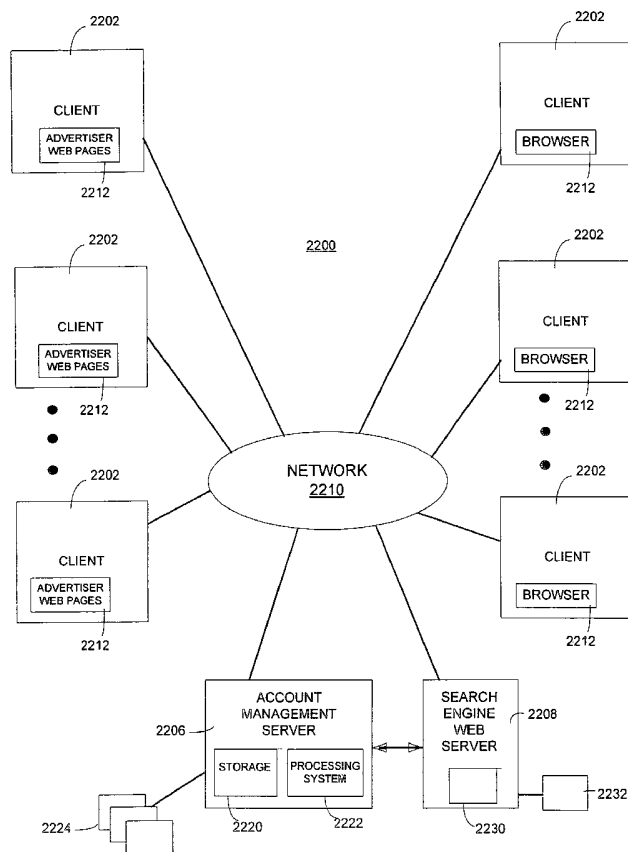 2202
CLIENT
ADVERTISER
WEB PAGES
2212
2202
CLIENT
BROWSER
2212
2200
2202
CLIENT
ADVERTISER
WEB PAGES
2212
2202
CLIENT
BROWSER
2212
NETWORK
2210
2202
CLIENT
ADVERTISER
WEB PAGES
2212
2202
CLIENT
BROWSER
2212
2206
ACCOUNT
MANAGEMENT
SERVER
STORAGE
PROCESSING
SYSTEM
2220
2222
2224
SEARCH
ENGINE
WEB
SERVER
2208
2230
2232